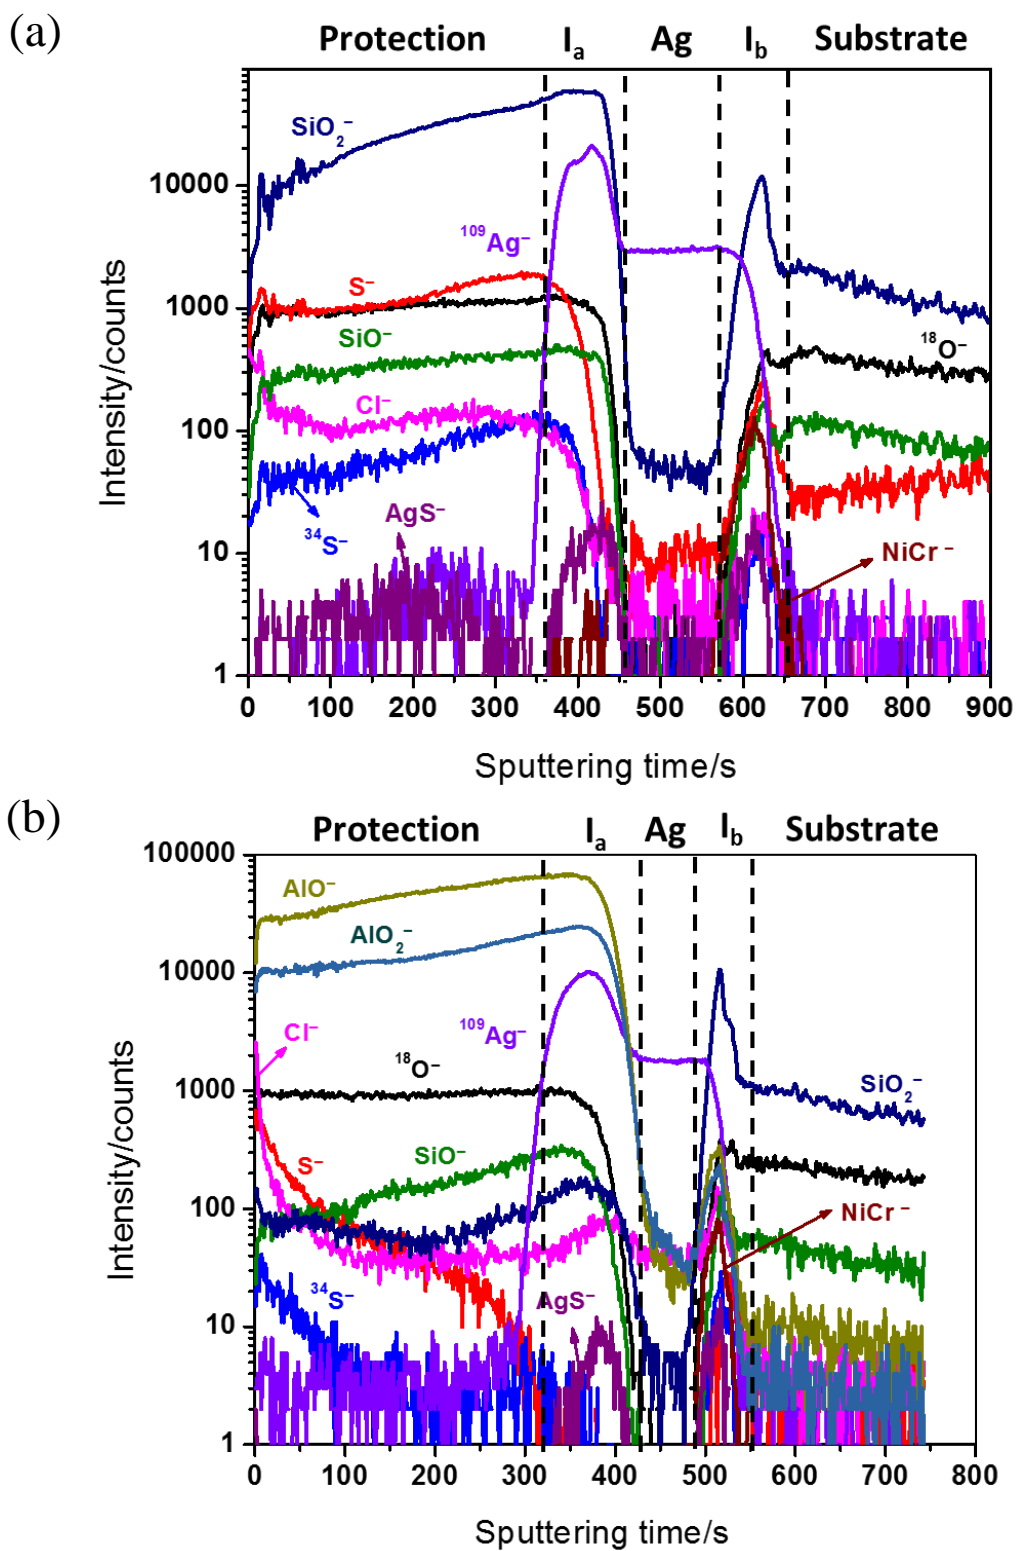 (a)
Protection Iₐ Ag I_b Substrate
SiO₂⁻
10000
¹⁰⁹Ag⁻
S⁻
1000
SiO⁻
¹⁸O⁻
Cl⁻
100
³⁴S⁻
AgS⁻
10
NiCr⁻
1
Intensity/counts
0 100 200 300 400 500 600 700 800 900
Sputtering time/s
(b)
Protection Iₐ Ag I_b Substrate
100000
AlO⁻
AlO₂⁻
10000
Cl⁻
¹⁰⁹Ag⁻
¹⁸O⁻
SiO₂⁻
1000
S⁻
SiO⁻
100
NiCr⁻
³⁴S⁻
AgS⁻
10
1
Intensity/counts
0 100 200 300 400 500 600 700 800
Sputtering time/s